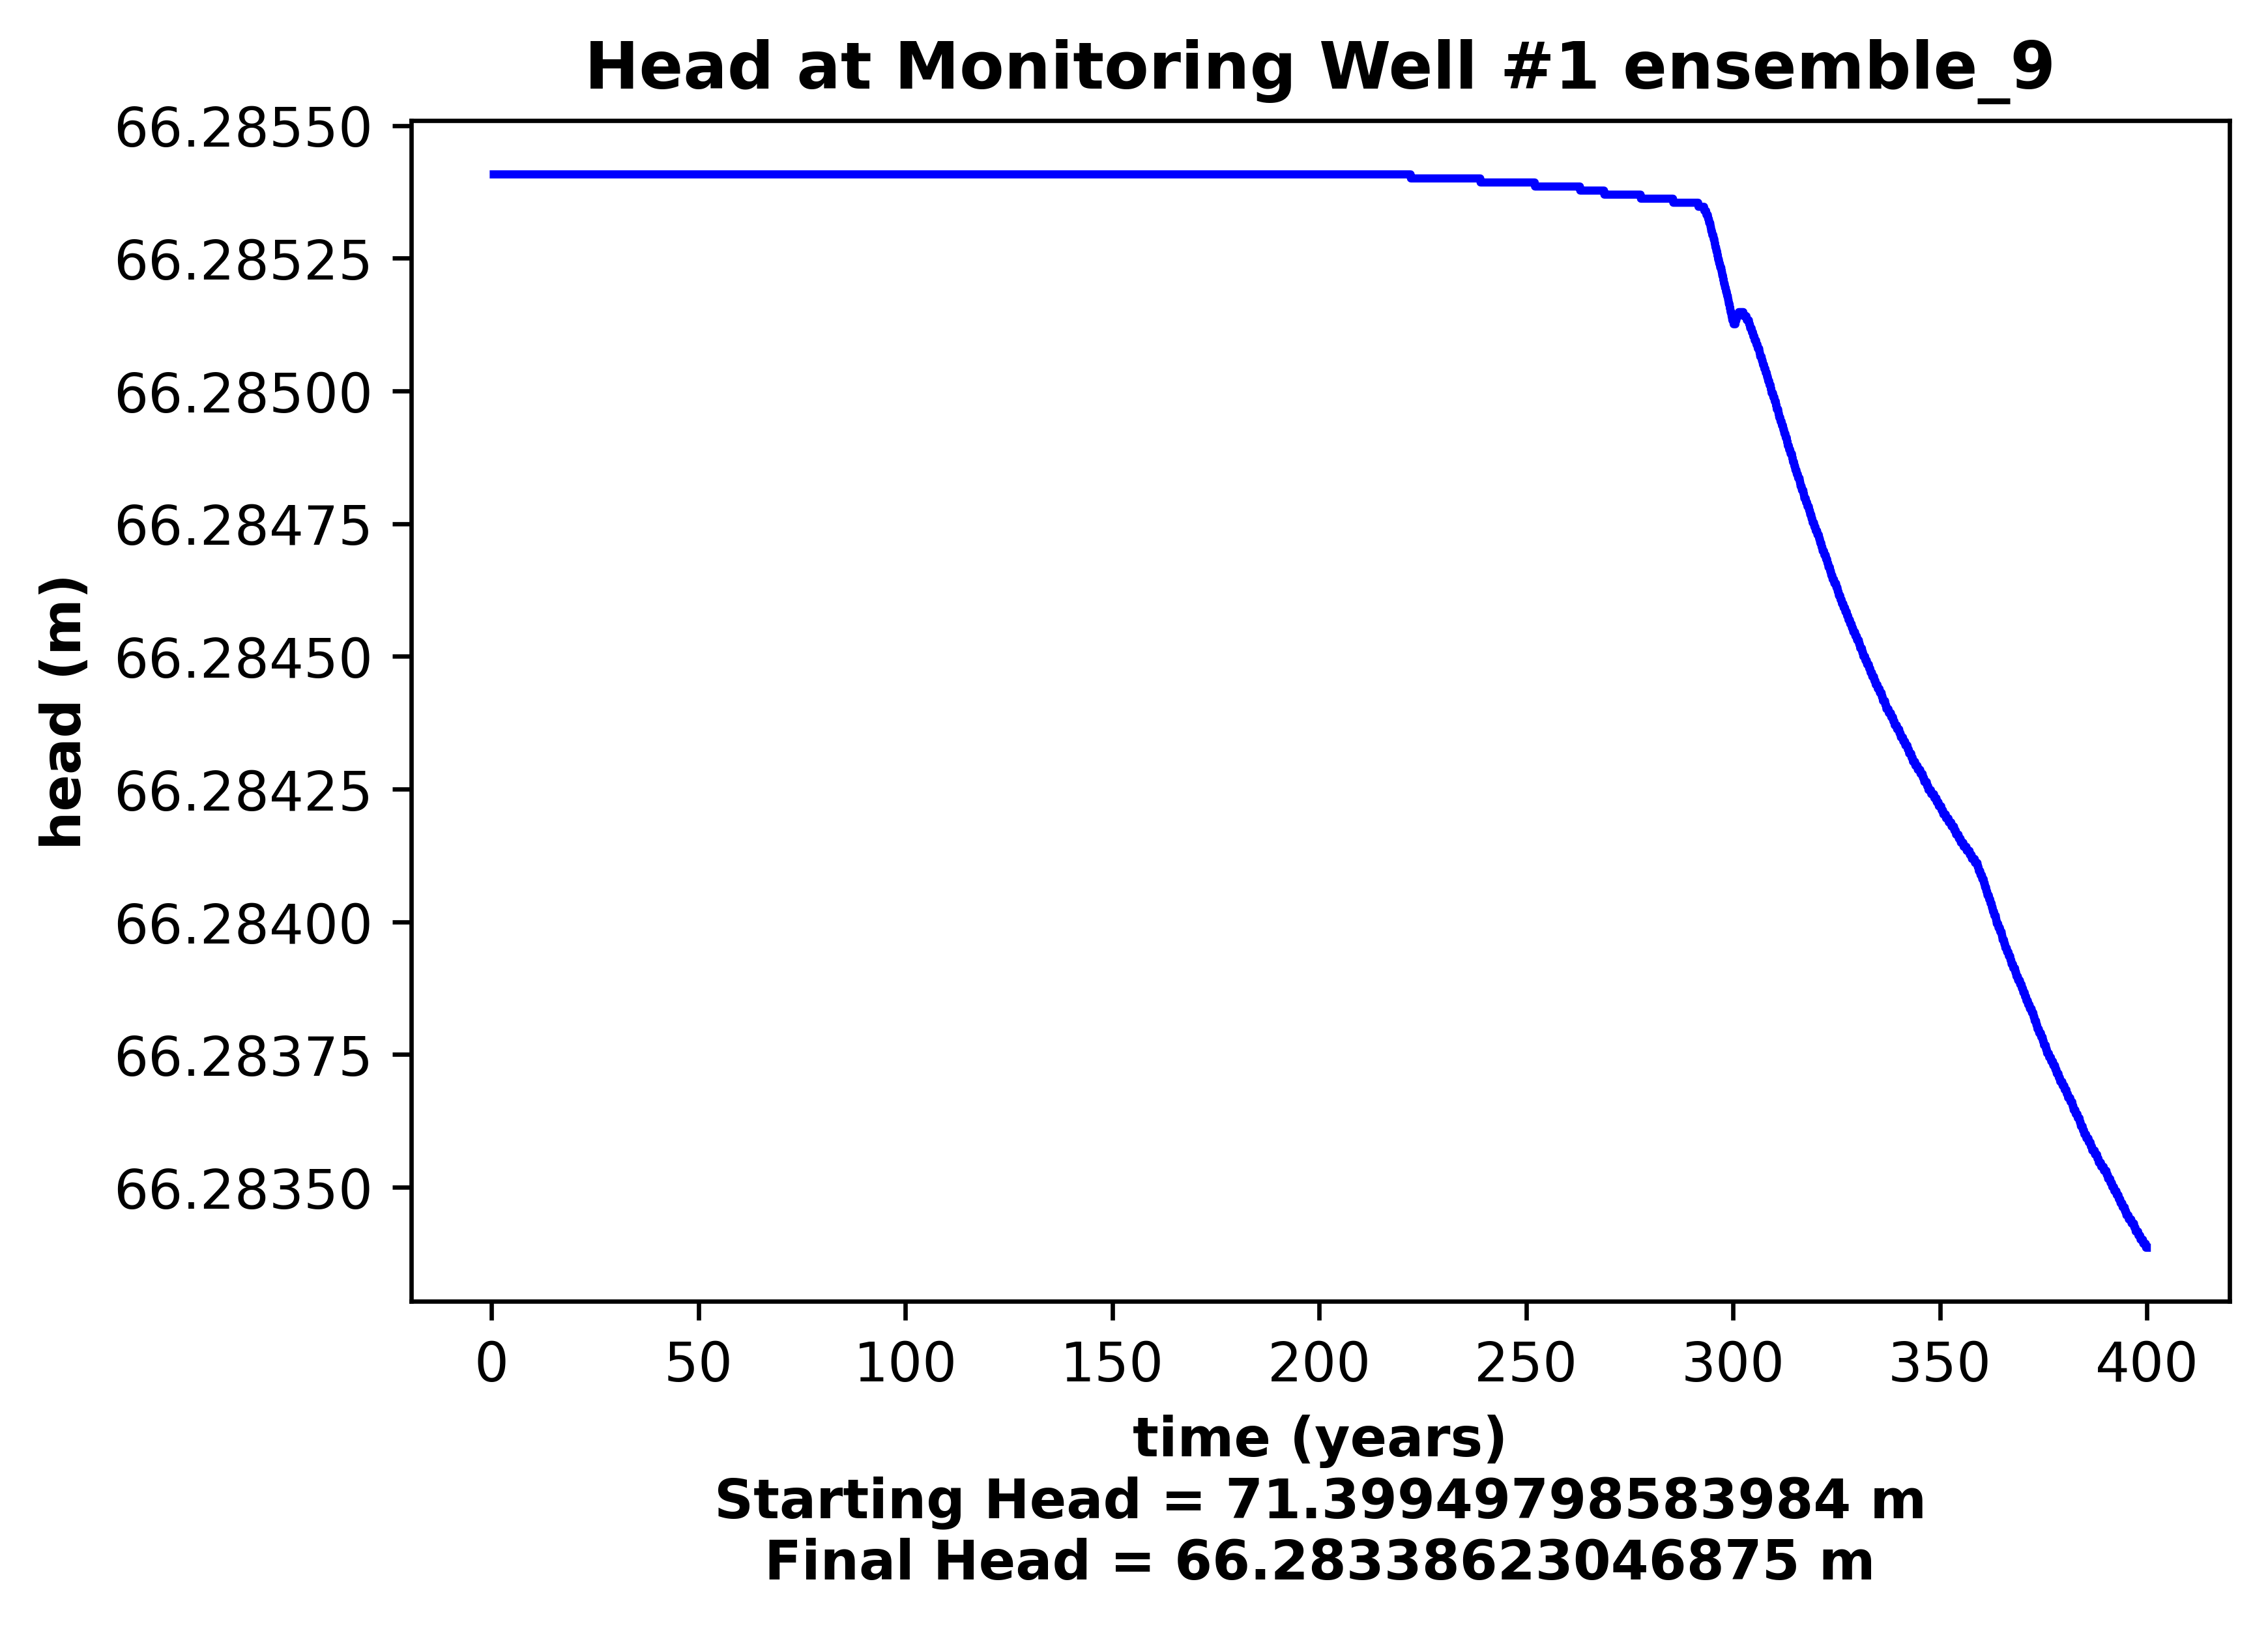 Head at Monitoring Well #1 ensemble_9
66.28550
66.28525
66.28500
66.28475
66.28450
66.28425
66.28400
66.28375
66.28350
head (m)
0 50 100 150 200 250 300 350 400
time (years)
Starting Head = 71.39949798583984 m
Final Head = 66.28338623046875 m